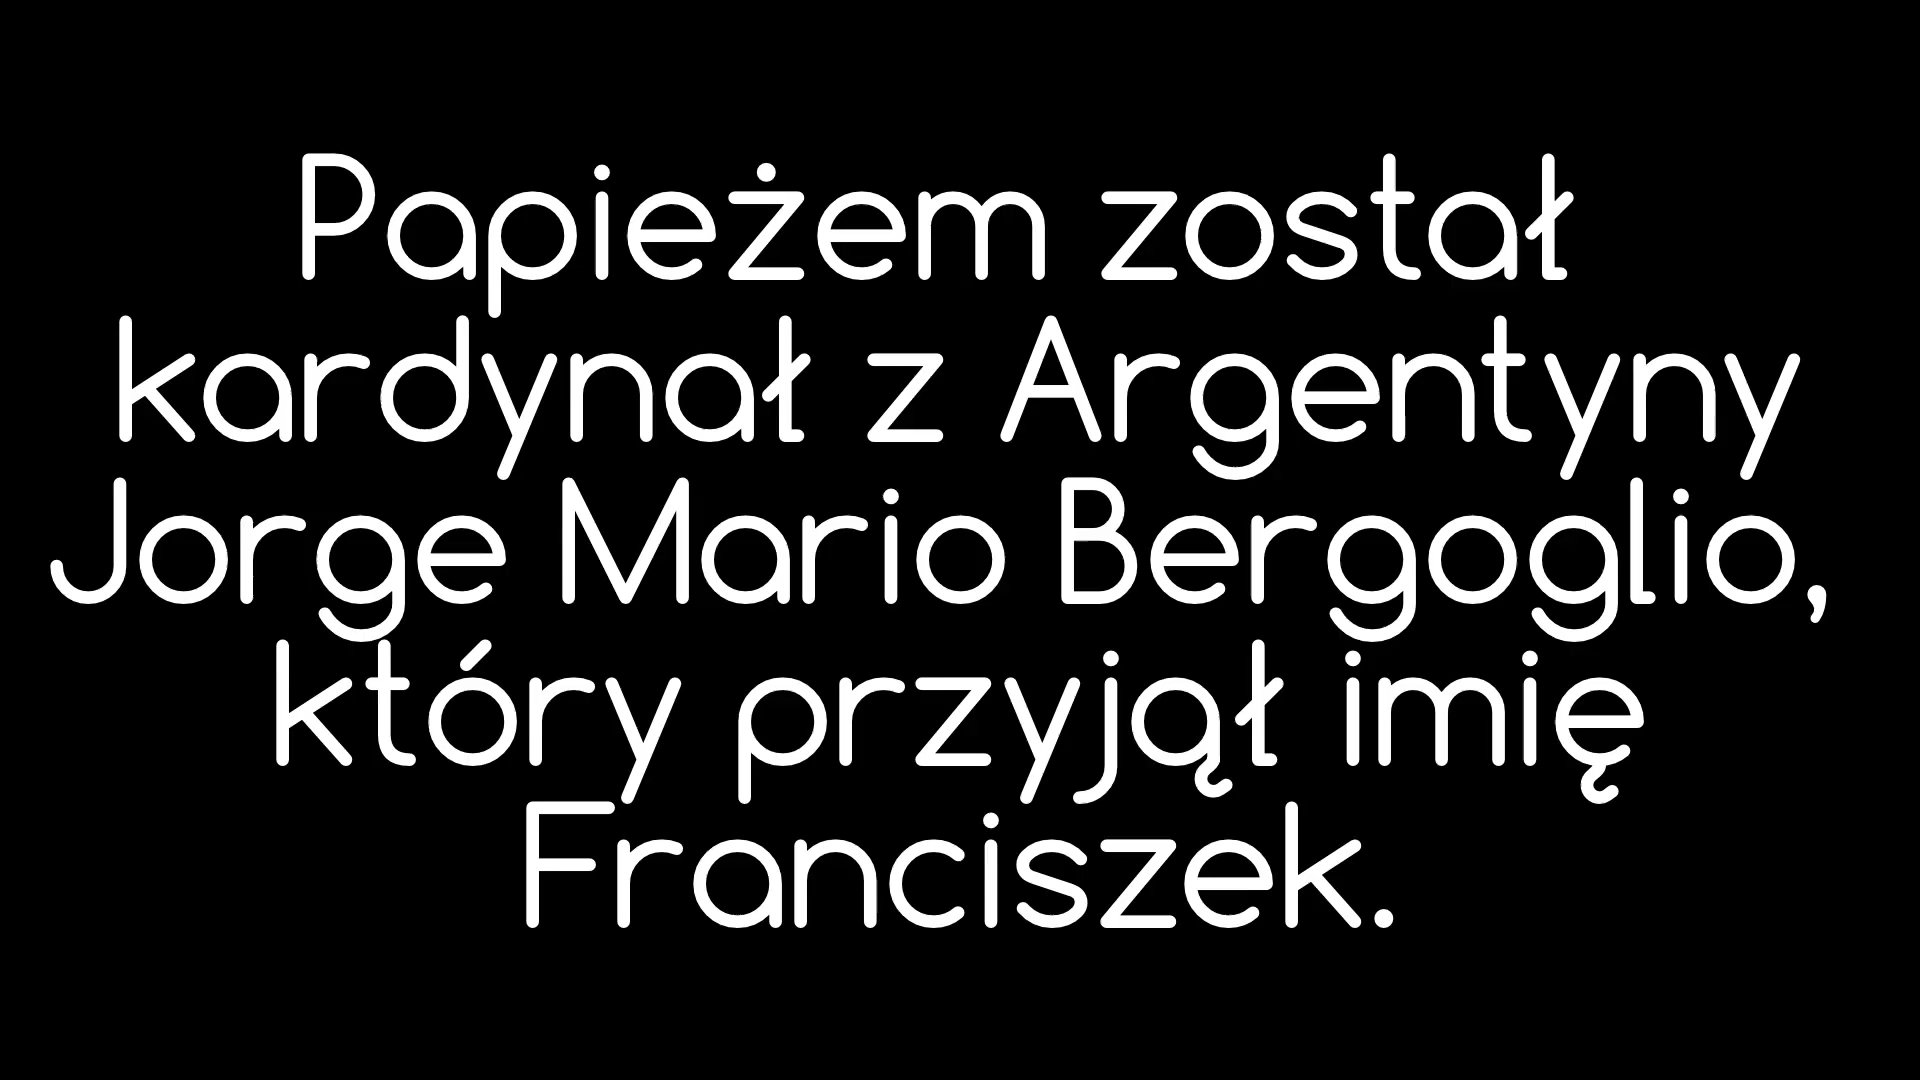 Papieżem został
kardynał z Argentyny
Jorge Mario Bergoglio,
który przyjął imię
Franciszek.